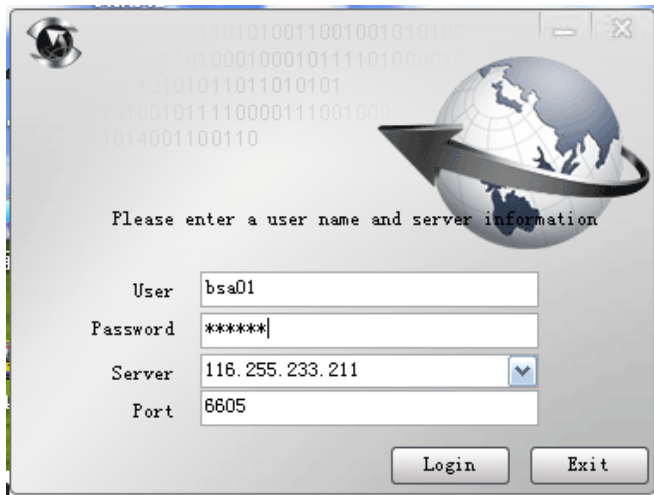 Please enter a user name and server information
User bsa01
Password ******
Server 116.255.233.211
Port 6605
Login Exit